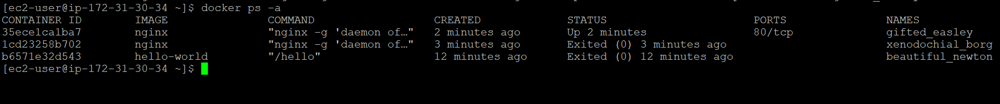 [ec2-user@ip-172-31-30-34 ~]$ docker ps -a
CONTAINER ID        IMAGE               COMMAND                  CREATED             STATUS                      PORTS               NAMES
35ece1ca1ba7        nginx               "nginx -g 'daemon of…"   2 minutes ago       Up 2 minutes                80/tcp              gifted_easley
1cd23258b702        nginx               "nginx -g 'daemon of…"   3 minutes ago       Exited (0) 3 minutes ago                        xenodochial_borg
b6571e32d543        hello-world         "/hello"                 12 minutes ago      Exited (0) 12 minutes ago                       beautiful_newton
[ec2-user@ip-172-31-30-34 ~]$